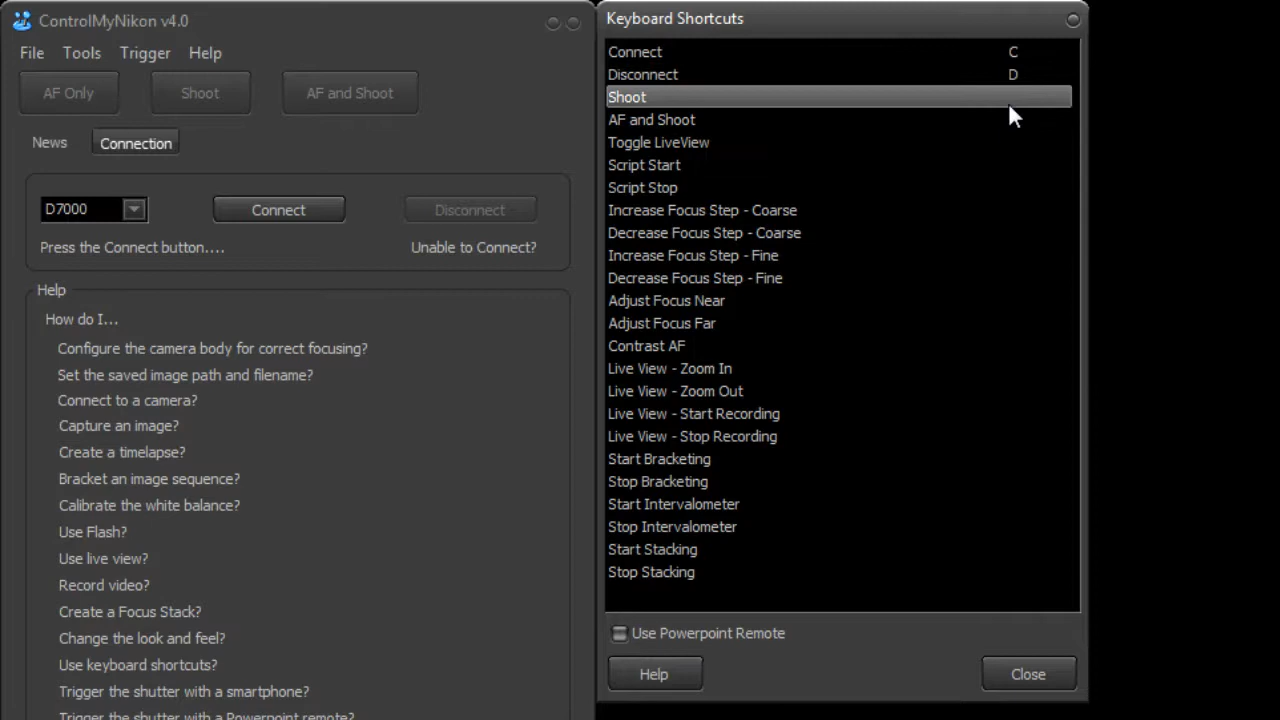 ControlMyNikon v4.0
File Tools Trigger Help
AF Only Shoot AF and Shoot
News Connection
D7000 Connect Disconnect
Press the Connect button.... Unable to Connect?
Help
How do I...
Configure the camera body for correct focusing?
Set the saved image path and filename?
Connect to a camera?
Capture an image?
Create a timelapse?
Bracket an image sequence?
Calibrate the white balance?
Use Flash?
Use live view?
Record video?
Create a Focus Stack?
Change the look and feel?
Use keyboard shortcuts?
Trigger the shutter with a smartphone?
Trigger the shutter with a Powerpoint remote?
Keyboard Shortcuts
Connect C
Disconnect D
Shoot
AF and Shoot
Toggle LiveView
Script Start
Script Stop
Increase Focus Step - Coarse
Decrease Focus Step - Coarse
Increase Focus Step - Fine
Decrease Focus Step - Fine
Adjust Focus Near
Adjust Focus Far
Contrast AF
Live View - Zoom In
Live View - Zoom Out
Live View - Start Recording
Live View - Stop Recording
Start Bracketing
Stop Bracketing
Start Intervalometer
Stop Intervalometer
Start Stacking
Stop Stacking
Use Powerpoint Remote
Help Close